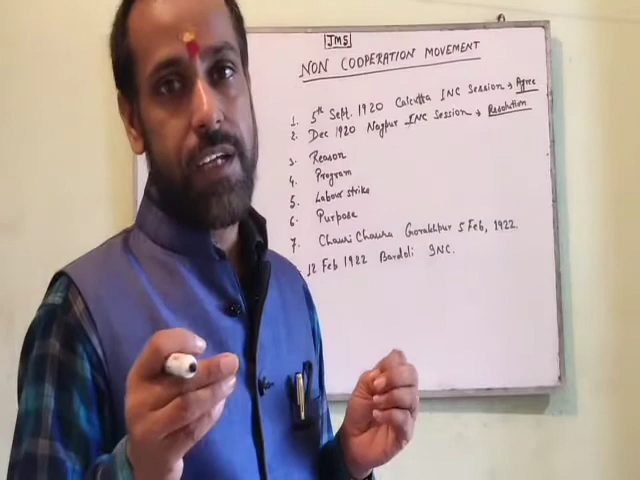 JMS
NON COOPERATION MOVEMENT
1. 5th Sept. 1920 Calcutta INC Session → Agree
2. Dec 1920 Nagpur INC Session → Resolution
3. Reason
4. Program
5. Labour strike
6. Purpose
7. Chauri Chaura Gorakhpur 5 Feb, 1922.
12 Feb 1922 Bardoli INC.